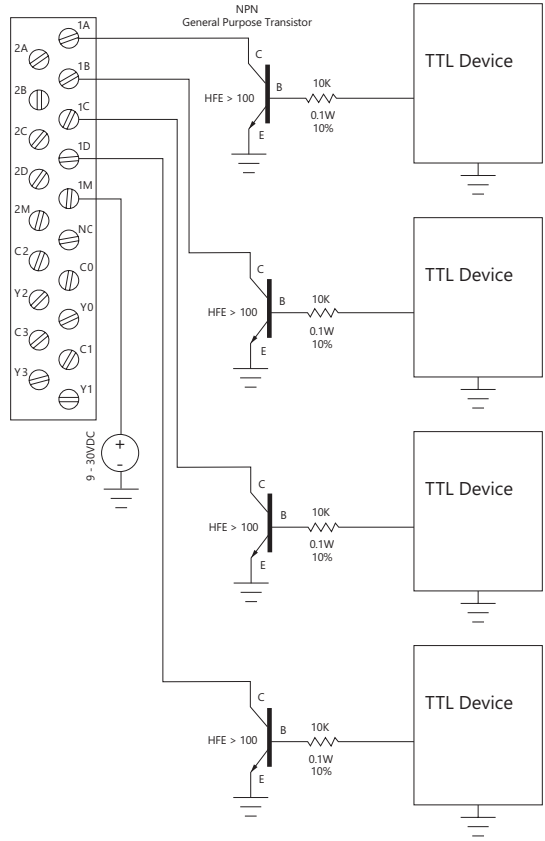 NPN
General Purpose Transistor
1A
2A
1B
2B
1C
2C
1D
2D
1M
2M
NC
C2
C0
Y2
Y0
C3
C1
Y3
Y1
9 - 30VDC
+
-
C
B
E
HFE > 100
10K
0.1W
10%
TTL Device
C
B
E
HFE > 100
10K
0.1W
10%
TTL Device
C
B
E
HFE > 100
10K
0.1W
10%
TTL Device
C
B
E
HFE > 100
10K
0.1W
10%
TTL Device